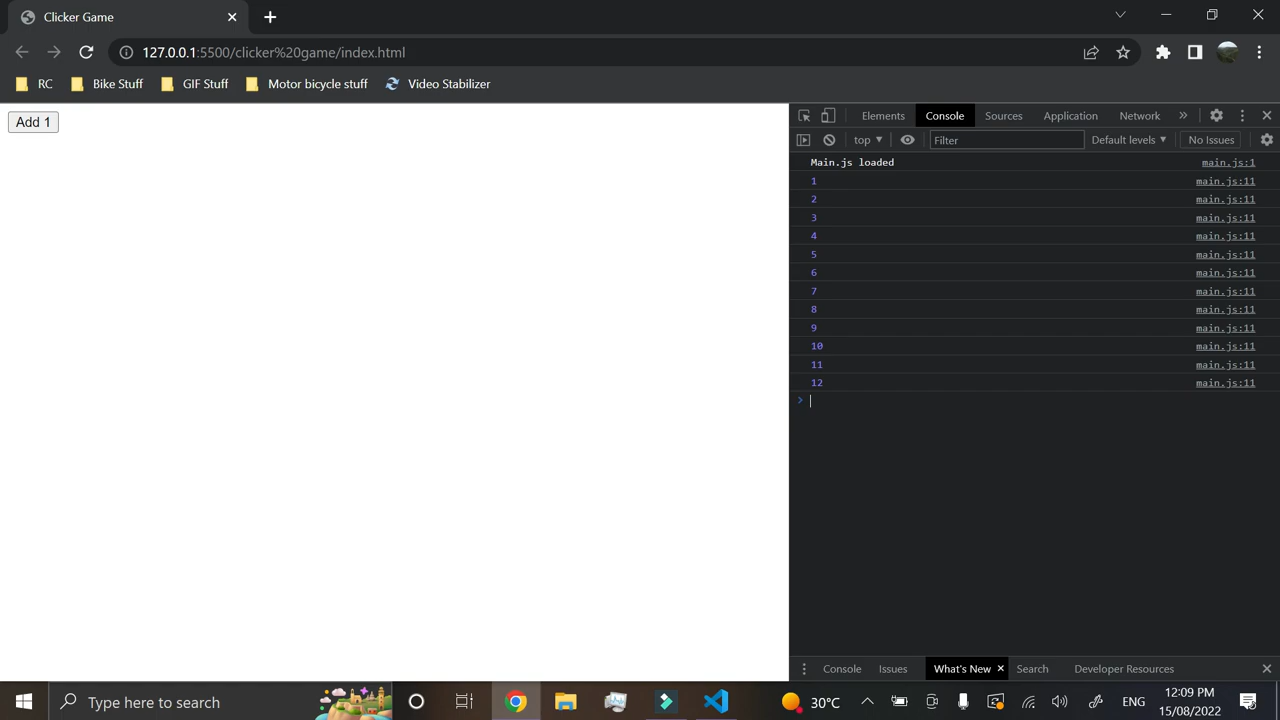 Clicker Game
127.0.0.1:5500/clicker%20game/index.html
RC Bike Stuff GIF Stuff Motor bicycle stuff Video Stabilizer
Add 1
Elements Console Sources Application Network »
top ▼ Filter Default levels ▼ No Issues
Main.js loaded main.js:1
1 main.js:11
2 main.js:11
3 main.js:11
4 main.js:11
5 main.js:11
6 main.js:11
7 main.js:11
8 main.js:11
9 main.js:11
10 main.js:11
11 main.js:11
12 main.js:11
>
Console Issues What's New Search Developer Resources
Type here to search
30°C ENG 12:09 PM
15/08/2022